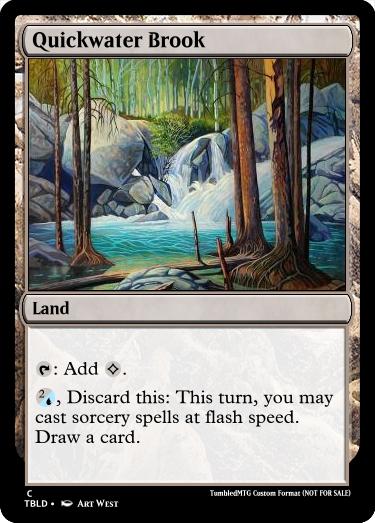 Quickwater Brook
Land
: Add .
2, Discard this: This turn, you may
cast sorcery spells at flash speed.
Draw a card.
C
TBLD • Art West
TumbledMTG Custom Format (NOT FOR SALE)